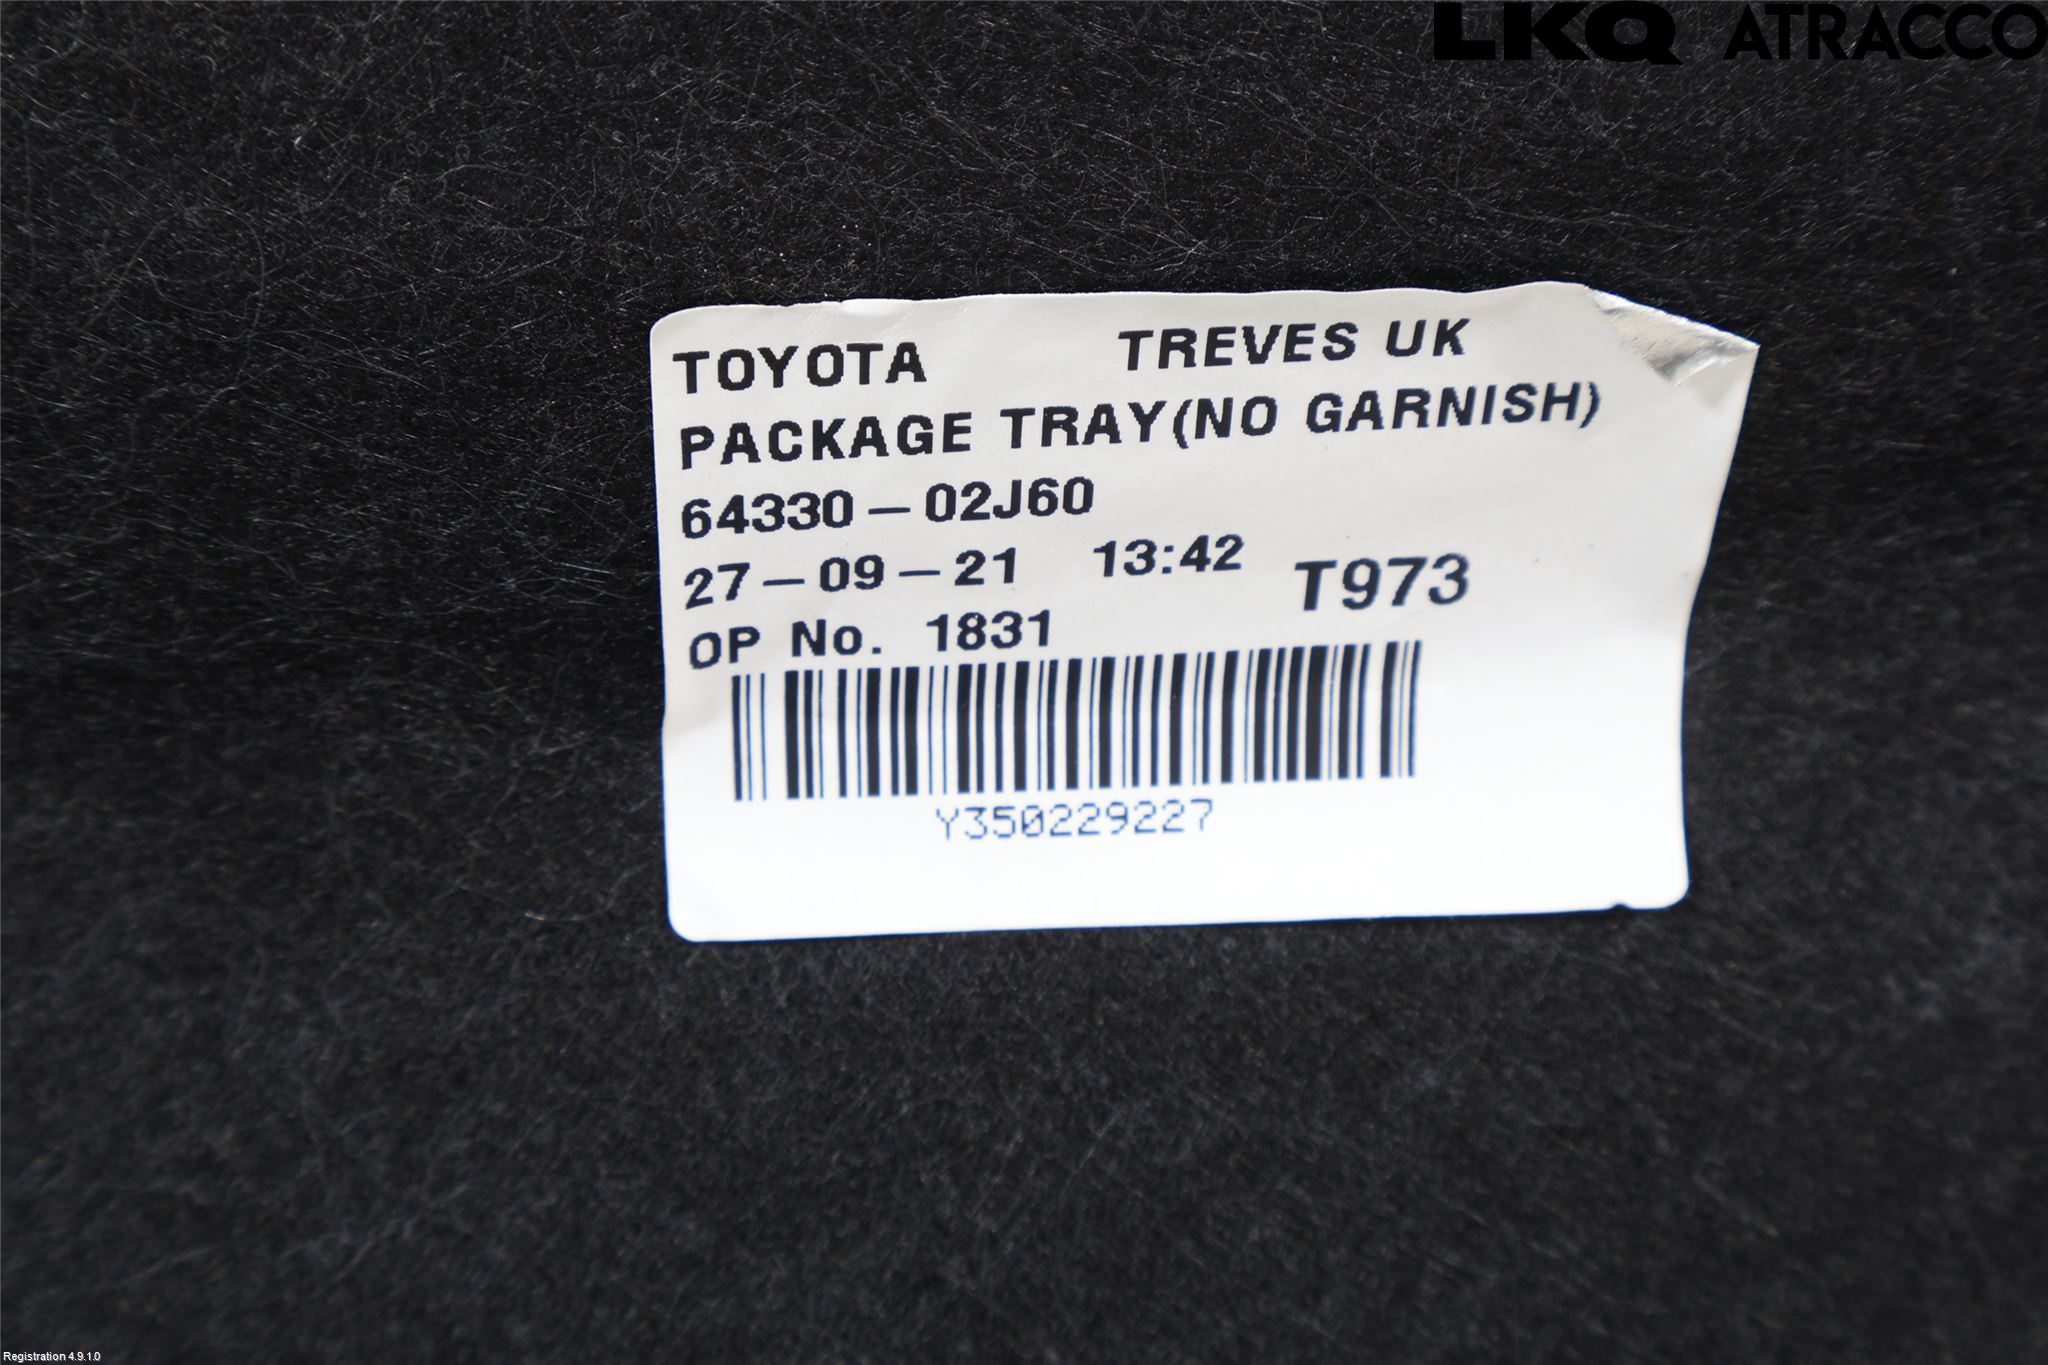 LKQ ATRACCO
TOYOTA TREVES UK
PACKAGE TRAY(NO GARNISH)
64330-02J60
27-09-21 13:42 T973
OP No. 1831
Y350229227
Registration 4.9.1.0